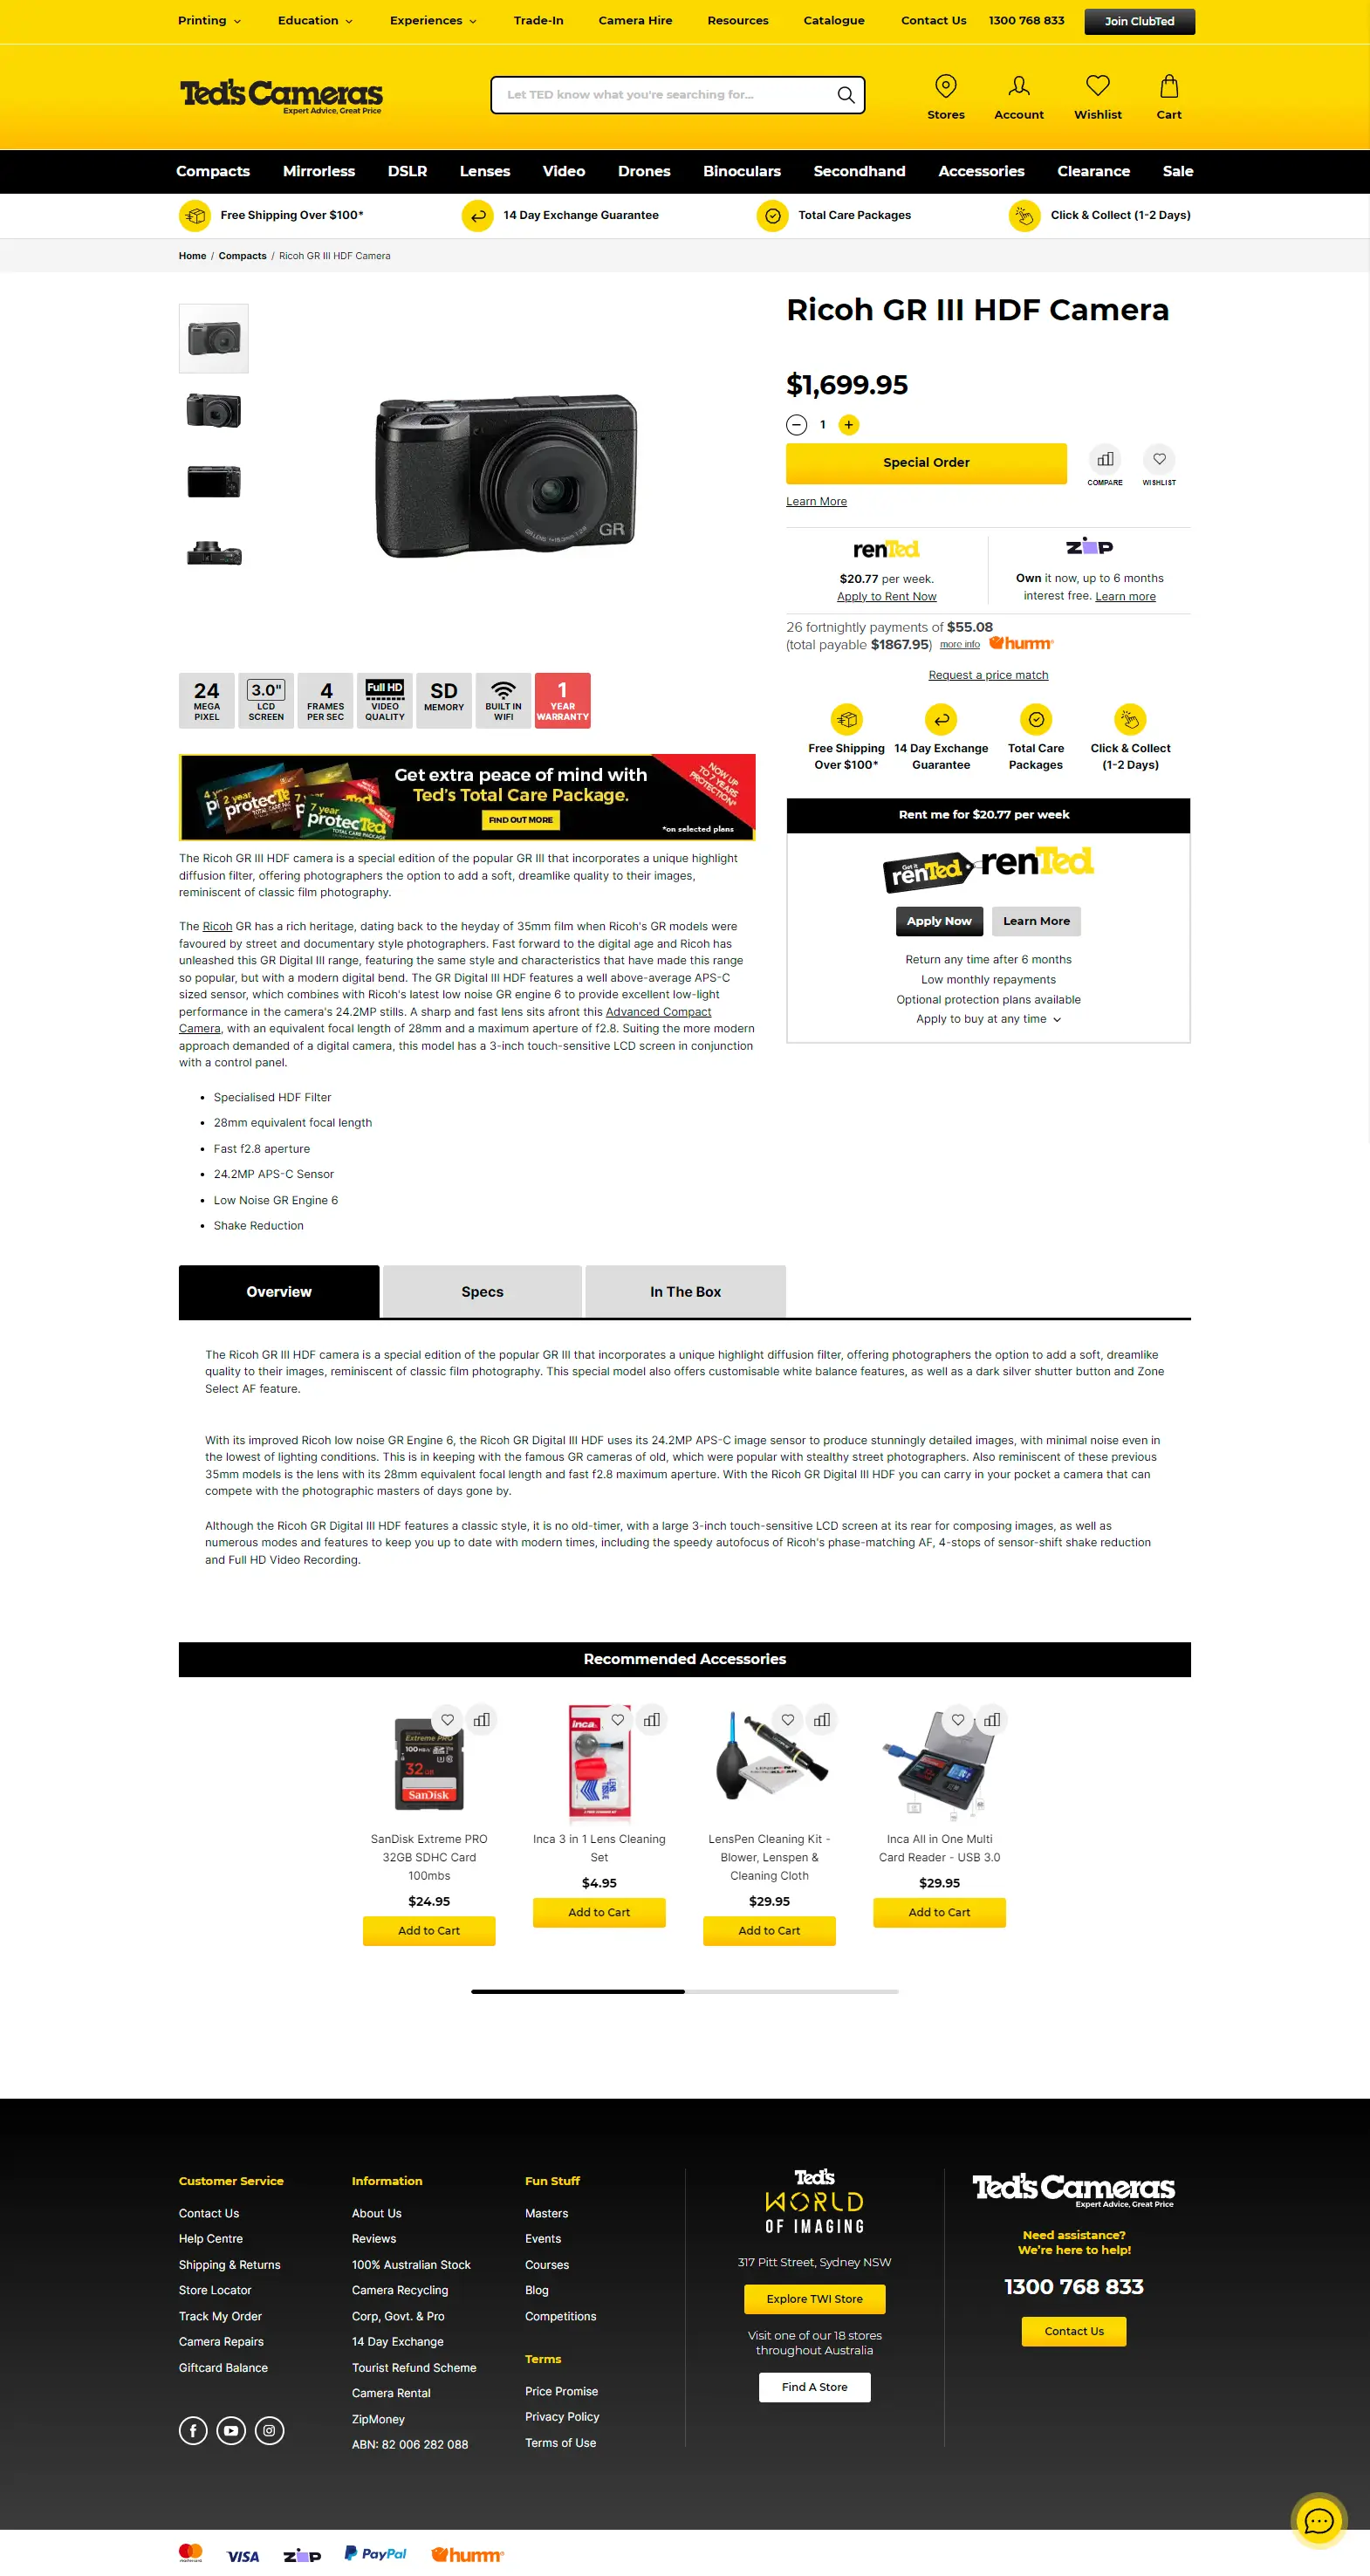 Printing Education Experiences Trade-In Camera Hire Resources Catalogue Contact Us 1300 768 833 Join ClubTed
Ted's Cameras
Expert Advice, Great Price
Let TED know what you're searching for...
Stores Account Wishlist Cart
Compacts Mirrorless DSLR Lenses Video Drones Binoculars Secondhand Accessories Clearance Sale
Free Shipping Over $100* 14 Day Exchange Guarantee Total Care Packages Click & Collect (1-2 Days)
Home / Compacts / Ricoh GR III HDF Camera
Ricoh GR III HDF Camera
$1,699.95
1
Special Order
COMPARE WISHLIST
Learn More
GR
renTed
$20.77 per week.
Apply to Rent Now
zip
Own it now, up to 6 months
interest free. Learn more
26 fortnightly payments of $55.08
(total payable $1867.95) more info humm
Request a price match
Free Shipping
Over $100*
14 Day Exchange
Guarantee
Total Care
Packages
Click & Collect
(1-2 Days)
24
MEGA
PIXEL
3.0"
LCD
SCREEN
4
FRAMES
PER SEC
Full HD
VIDEO
QUALITY
SD
MEMORY
BUILT IN
WIFI
1
YEAR
WARRANTY
Get extra peace of mind with
Ted's Total Care Package.
FIND OUT MORE
NOW UP
TO 7 YEARS
PROTECTION*
*on selected plans
2 year
7 year
protecTed
TOTAL CARE PACKAGE
Rent me for $20.77 per week
Get it
renTed
renTed
Apply Now Learn More
Return any time after 6 months
Low monthly repayments
Optional protection plans available
Apply to buy at any time
The Ricoh GR III HDF camera is a special edition of the popular GR III that incorporates a unique highlight
diffusion filter, offering photographers the option to add a soft, dreamlike quality to their images,
reminiscent of classic film photography.
The Ricoh GR has a rich heritage, dating back to the heyday of 35mm film when Ricoh's GR models were
favoured by street and documentary style photographers. Fast forward to the digital age and Ricoh has
unleashed this GR Digital III range, featuring the same style and characteristics that have made this range
so popular, but with a modern digital bend. The GR Digital III HDF features a well above-average APS-C
sized sensor, which combines with Ricoh's latest low noise GR engine 6 to provide excellent low-light
performance in the camera's 24.2MP stills. A sharp and fast lens sits afront this Advanced Compact
Camera, with an equivalent focal length of 28mm and a maximum aperture of f2.8. Suiting the more modern
approach demanded of a digital camera, this model has a 3-inch touch-sensitive LCD screen in conjunction
with a control panel.
• Specialised HDF Filter
• 28mm equivalent focal length
• Fast f2.8 aperture
• 24.2MP APS-C Sensor
• Low Noise GR Engine 6
• Shake Reduction
Overview Specs In The Box
The Ricoh GR III HDF camera is a special edition of the popular GR III that incorporates a unique highlight diffusion filter, offering photographers the option to add a soft, dreamlike
quality to their images, reminiscent of classic film photography. This special model also offers customisable white balance features, as well as a dark silver shutter button and Zone
Select AF feature.
With its improved Ricoh low noise GR Engine 6, the Ricoh GR Digital III HDF uses its 24.2MP APS-C image sensor to produce stunningly detailed images, with minimal noise even in
the lowest of lighting conditions. This is in keeping with the famous GR cameras of old, which were popular with stealthy street photographers. Also reminiscent of these previous
35mm models is the lens with its 28mm equivalent focal length and fast f2.8 maximum aperture. With the Ricoh GR Digital III HDF you can carry in your pocket a camera that can
compete with the photographic masters of days gone by.
Although the Ricoh GR Digital III HDF features a classic style, it is no old-timer, with a large 3-inch touch-sensitive LCD screen at its rear for composing images, as well as
numerous modes and features to keep you up to date with modern times, including the speedy autofocus of Ricoh's phase-matching AF, 4-stops of sensor-shift shake reduction
and Full HD Video Recording.
Recommended Accessories
Extreme PRO
100 MB/s
32GB
SanDisk
SanDisk Extreme PRO
32GB SDHC Card
100mbs
$24.95
Add to Cart
Inca
Inca 3 in 1 Lens Cleaning
Set
$4.95
Add to Cart
LensPen Cleaning Kit -
Blower, Lenspen &
Cleaning Cloth
$29.95
Add to Cart
Inca All in One Multi
Card Reader - USB 3.0
$29.95
Add to Cart
Customer Service
Contact Us
Help Centre
Shipping & Returns
Store Locator
Track My Order
Camera Repairs
Giftcard Balance
Information
About Us
Reviews
100% Australian Stock
Camera Recycling
Corp, Govt. & Pro
14 Day Exchange
Tourist Refund Scheme
Camera Rental
ZipMoney
ABN: 82 006 282 088
Fun Stuff
Masters
Events
Courses
Blog
Competitions
Terms
Price Promise
Privacy Policy
Terms of Use
Ted's
WORLD
OF IMAGING
317 Pitt Street, Sydney NSW
Explore TWI Store
Visit one of our 18 stores
throughout Australia
Find A Store
Ted's Cameras
Expert Advice, Great Price
Need assistance?
We're here to help!
1300 768 833
Contact Us
VISA zip PayPal humm